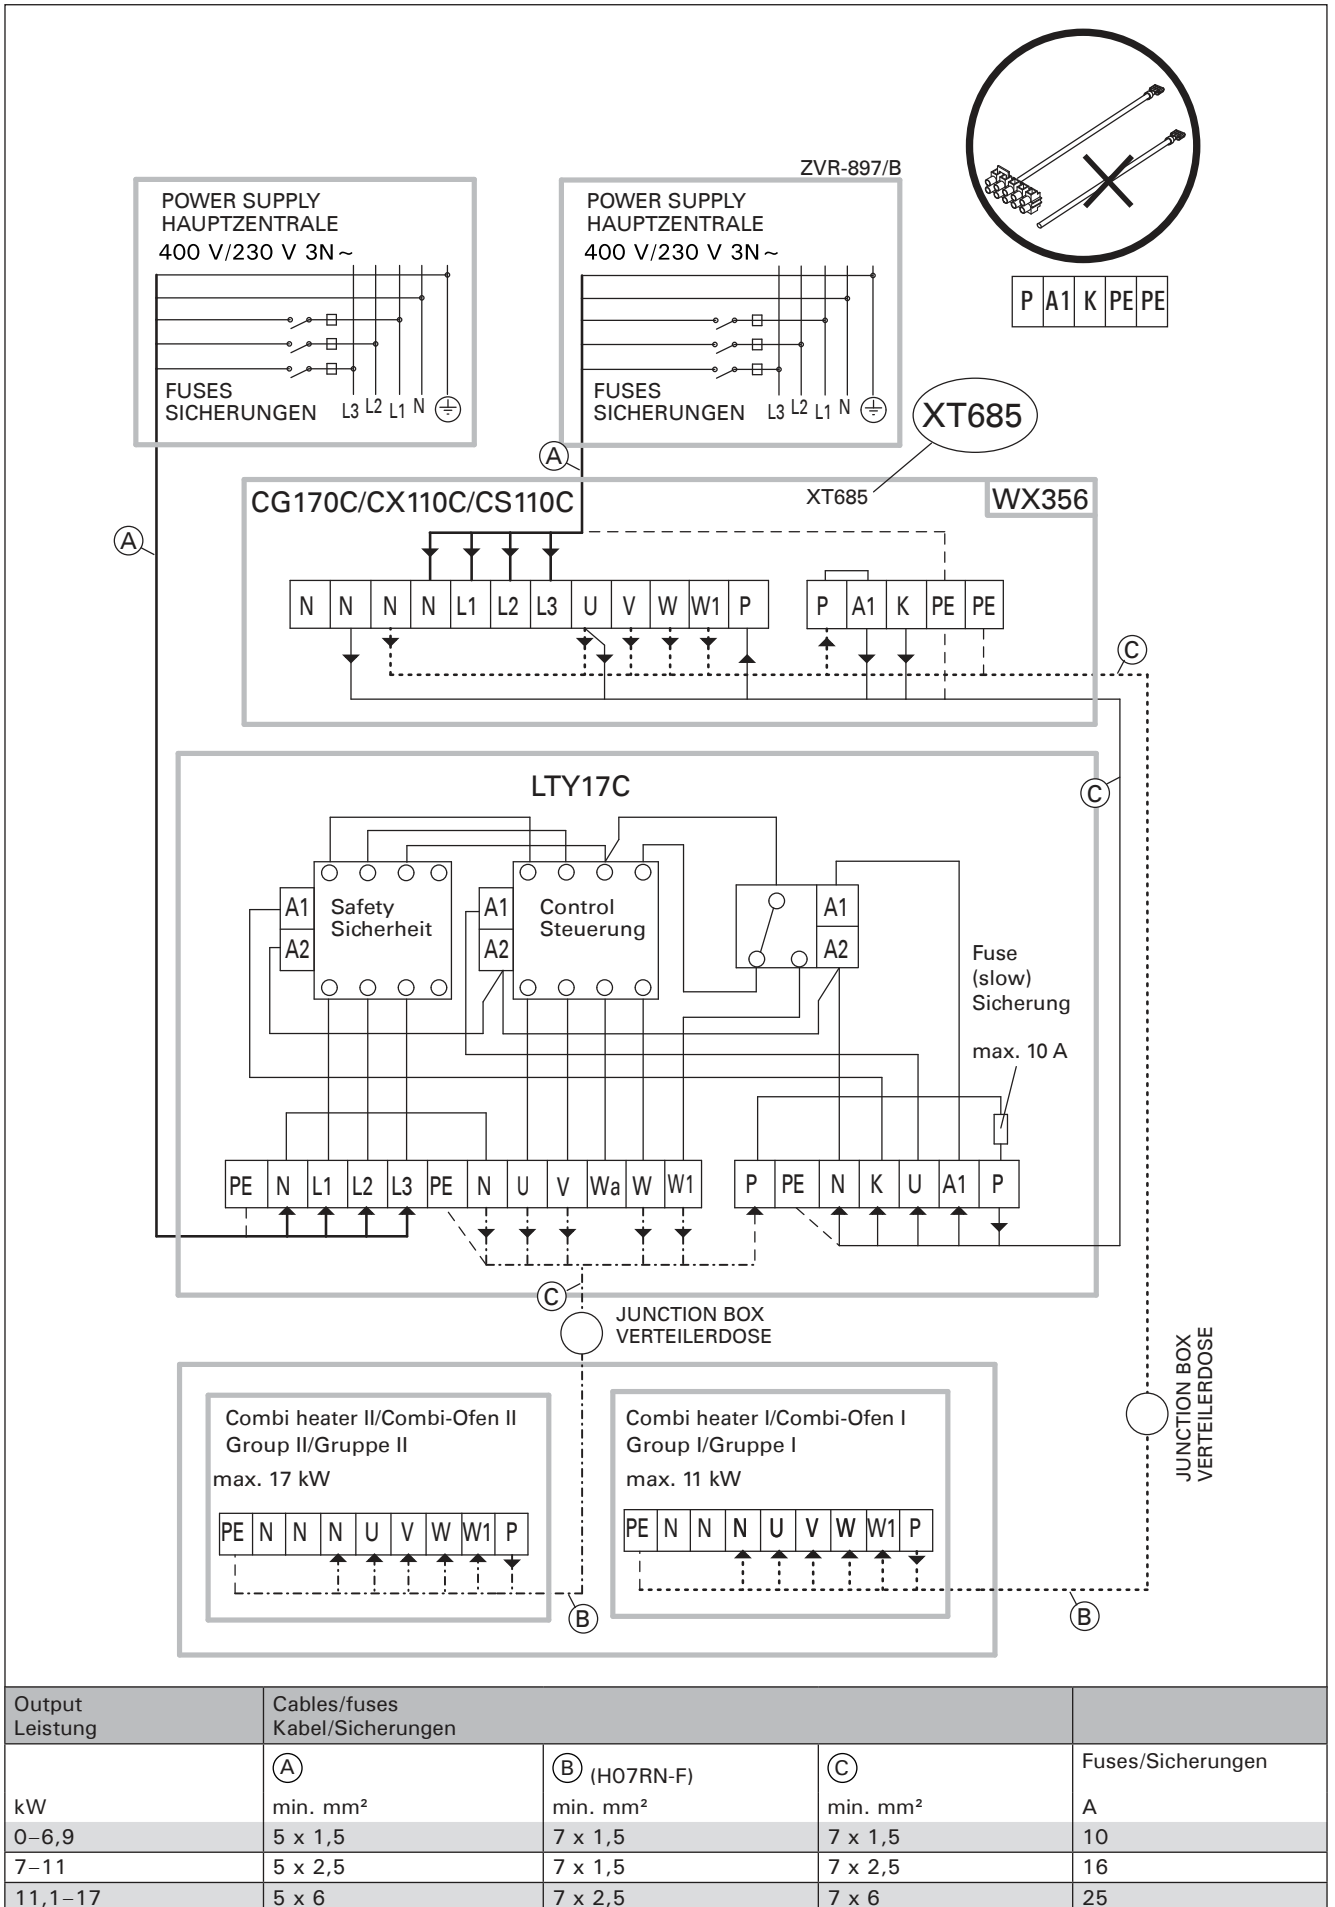 ZVR-897/B
POWER SUPPLY
HAUPTZENTRALE
400 V/230 V 3N~
FUSES
SICHERUNGEN
L3 L2 L1 N
POWER SUPPLY
HAUPTZENTRALE
400 V/230 V 3N~
FUSES
SICHERUNGEN
L3 L2 L1 N
P A1 K PE PE
XT685
A
A
CG170C/CX110C/CS110C
XT685
WX356
N N N N L1 L2 L3 U V W W1 P
P A1 K PE PE
C
LTY17C
C
A1
A2
Safety
Sicherheit
A1
A2
Control
Steuerung
A1
A2
Fuse
(slow)
Sicherung
max. 10 A
PE N L1 L2 L3 PE N U V Wa W W1
P PE N K U A1 P
C
JUNCTION BOX
VERTEILERDOSE
JUNCTION BOX
VERTEILERDOSE
Combi heater II/Combi-Ofen II
Group II/Gruppe II
max. 17 kW
PE N N N U V W W1 P
B
Combi heater I/Combi-Ofen I
Group I/Gruppe I
max. 11 kW
PE N N N U V W W1 P
B
Output
Leistung
Cables/fuses
Kabel/Sicherungen
A B (H07RN-F) C Fuses/Sicherungen
kW min. mm² min. mm² min. mm² A
0–6,9 5 x 1,5 7 x 1,5 7 x 1,5 10
7–11 5 x 2,5 7 x 1,5 7 x 2,5 16
11,1–17 5 x 6 7 x 2,5 7 x 6 25